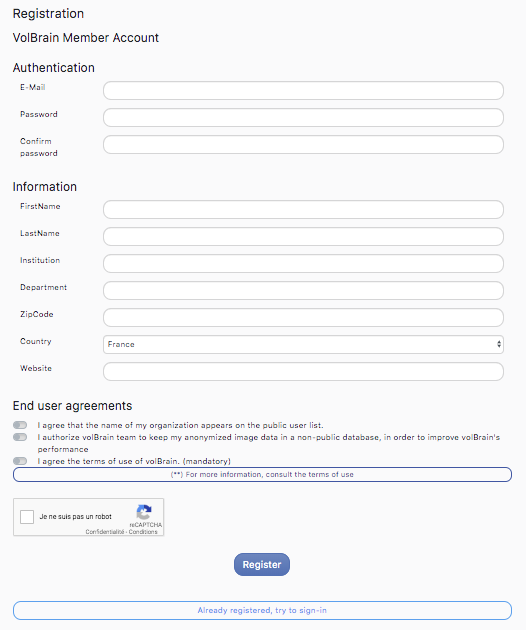 Registration
VolBrain Member Account
Authentication
E-Mail
Password
Confirm
password
Information
FirstName
LastName
Institution
Department
ZipCode
Country
France
Website
End user agreements
I agree that the name of my organization appears on the public user list.
I authorize volBrain team to keep my anonymized image data in a non-public database, in order to improve volBrain's
performance
I agree the terms of use of volBrain. (mandatory)
(**) For more information, consult the terms of use
Je ne suis pas un robot
reCAPTCHA
Confidentialité - Conditions
Register
Already registered, try to sign-in